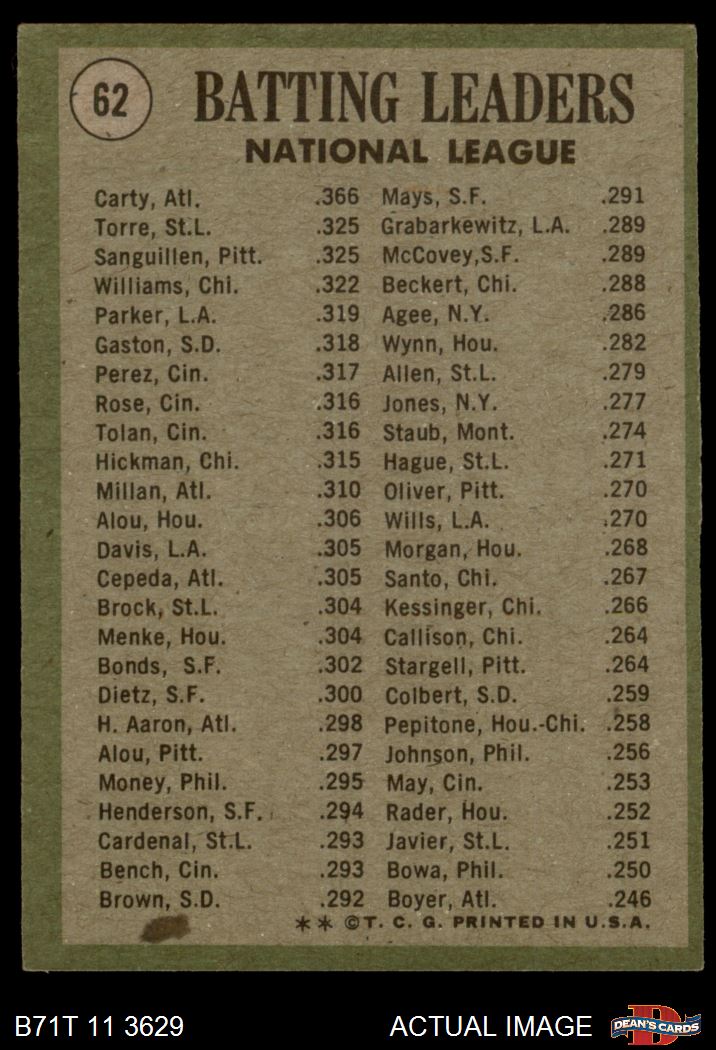 62
BATTING LEADERS
NATIONAL LEAGUE
Carty, Atl. .366 Mays, S.F. .291
Torre, St.L. .325 Grabarkewitz, L.A. .289
Sanguillen, Pitt. .325 McCovey,S.F. .289
Williams, Chi. .322 Beckert, Chi. .288
Parker, L.A. .319 Agee, N.Y. .286
Gaston, S.D. .318 Wynn, Hou. .282
Perez, Cin. .317 Allen, St.L. .279
Rose, Cin. .316 Jones, N.Y. .277
Tolan, Cin. .316 Staub, Mont. .274
Hickman, Chi. .315 Hague, St.L. .271
Millan, Atl. .310 Oliver, Pitt. .270
Alou, Hou. .306 Wills, L.A. .270
Davis, L.A. .305 Morgan, Hou. .268
Cepeda, Atl. .305 Santo, Chi. .267
Brock, St.L. .304 Kessinger, Chi. .266
Menke, Hou. .304 Callison, Chi. .264
Bonds, S.F. .302 Stargell, Pitt. .264
Dietz, S.F. .300 Colbert, S.D. .259
H. Aaron, Atl. .298 Pepitone, Hou.-Chi. .258
Alou, Pitt. .297 Johnson, Phil. .256
Money, Phil. .295 May, Cin. .253
Henderson, S.F. .294 Rader, Hou. .252
Cardenal, St.L. .293 Javier, St.L. .251
Bench, Cin. .293 Bowa, Phil. .250
Brown, S.D. .292 Boyer, Atl. .246
** ©T. C. G. PRINTED IN U.S.A.
B71T 11 3629 ACTUAL IMAGE DEAN'S CARDS